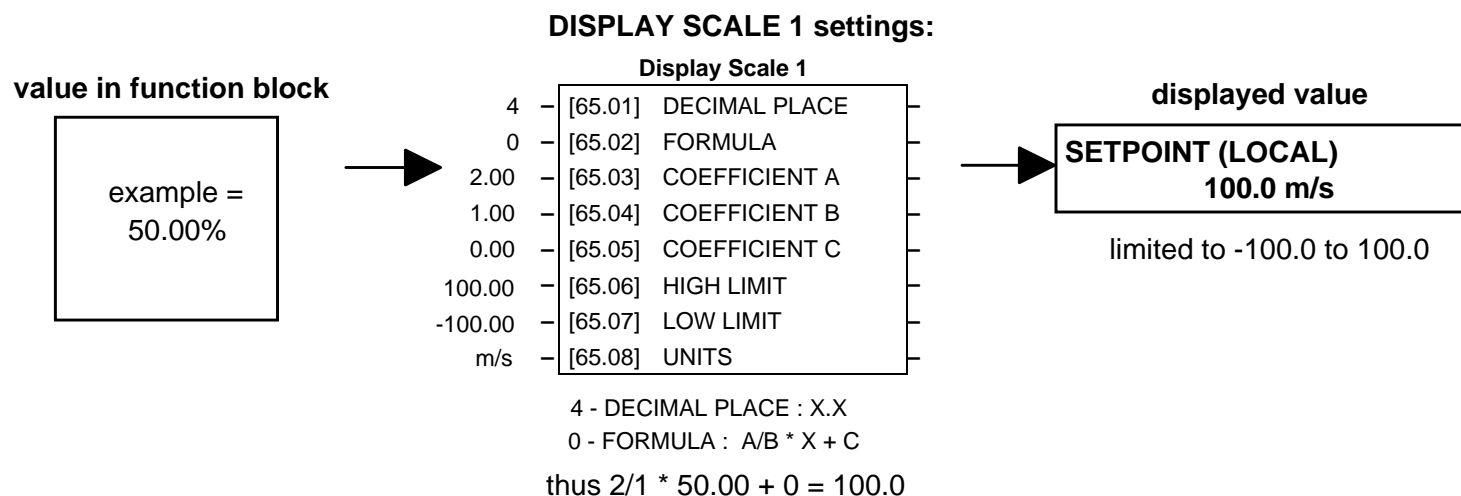 DISPLAY SCALE 1 settings:
value in function block
example =
50.00%
Display Scale 1
4 – [65.01] DECIMAL PLACE –
0 – [65.02] FORMULA –
2.00 – [65.03] COEFFICIENT A –
1.00 – [65.04] COEFFICIENT B –
0.00 – [65.05] COEFFICIENT C –
100.00 – [65.06] HIGH LIMIT –
-100.00 – [65.07] LOW LIMIT –
m/s – [65.08] UNITS –
4 - DECIMAL PLACE : X.X
0 - FORMULA : A/B * X + C
thus 2/1 * 50.00 + 0 = 100.0
displayed value
SETPOINT (LOCAL)
100.0 m/s
limited to -100.0 to 100.0